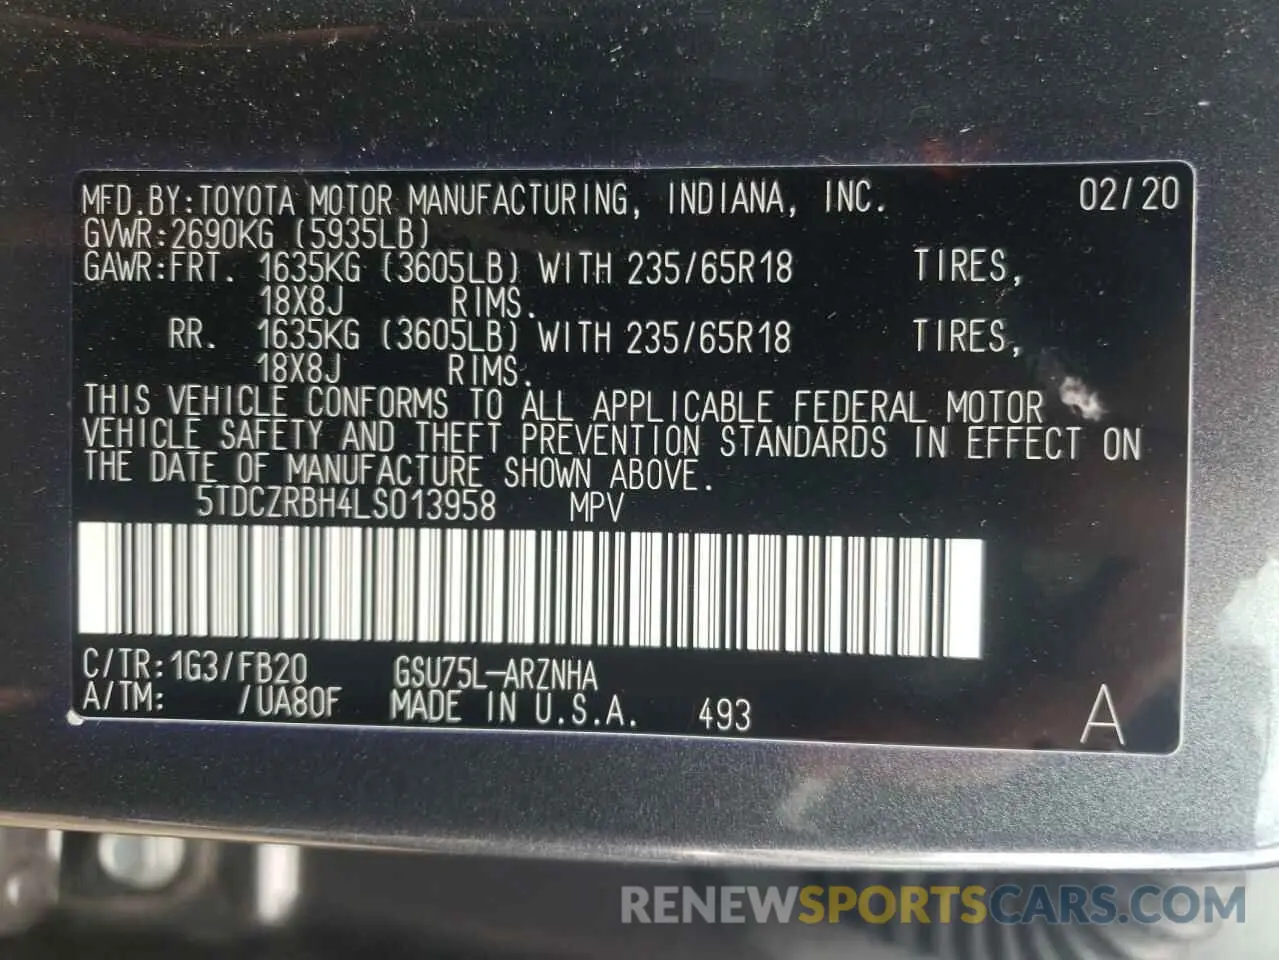 MFD.BY:TOYOTA MOTOR MANUFACTURING, INDIANA, INC. 02/20
GVWR:2690KG (5935LB)
GAWR:FRT. 1635KG (3605LB) WITH 235/65R18 TIRES,
18X8J RIMS.
RR. 1635KG (3605LB) WITH 235/65R18 TIRES,
18X8J RIMS.
THIS VEHICLE CONFORMS TO ALL APPLICABLE FEDERAL MOTOR
VEHICLE SAFETY AND THEFT PREVENTION STANDARDS IN EFFECT ON
THE DATE OF MANUFACTURE SHOWN ABOVE.
5TDCZRBH4LS013958 MPV
C/TR:1G3/FB20 GSU75L-ARZNHA
A/TM: /UA80F MADE IN U.S.A. 493 A
RENEWSPORTSCARS.COM